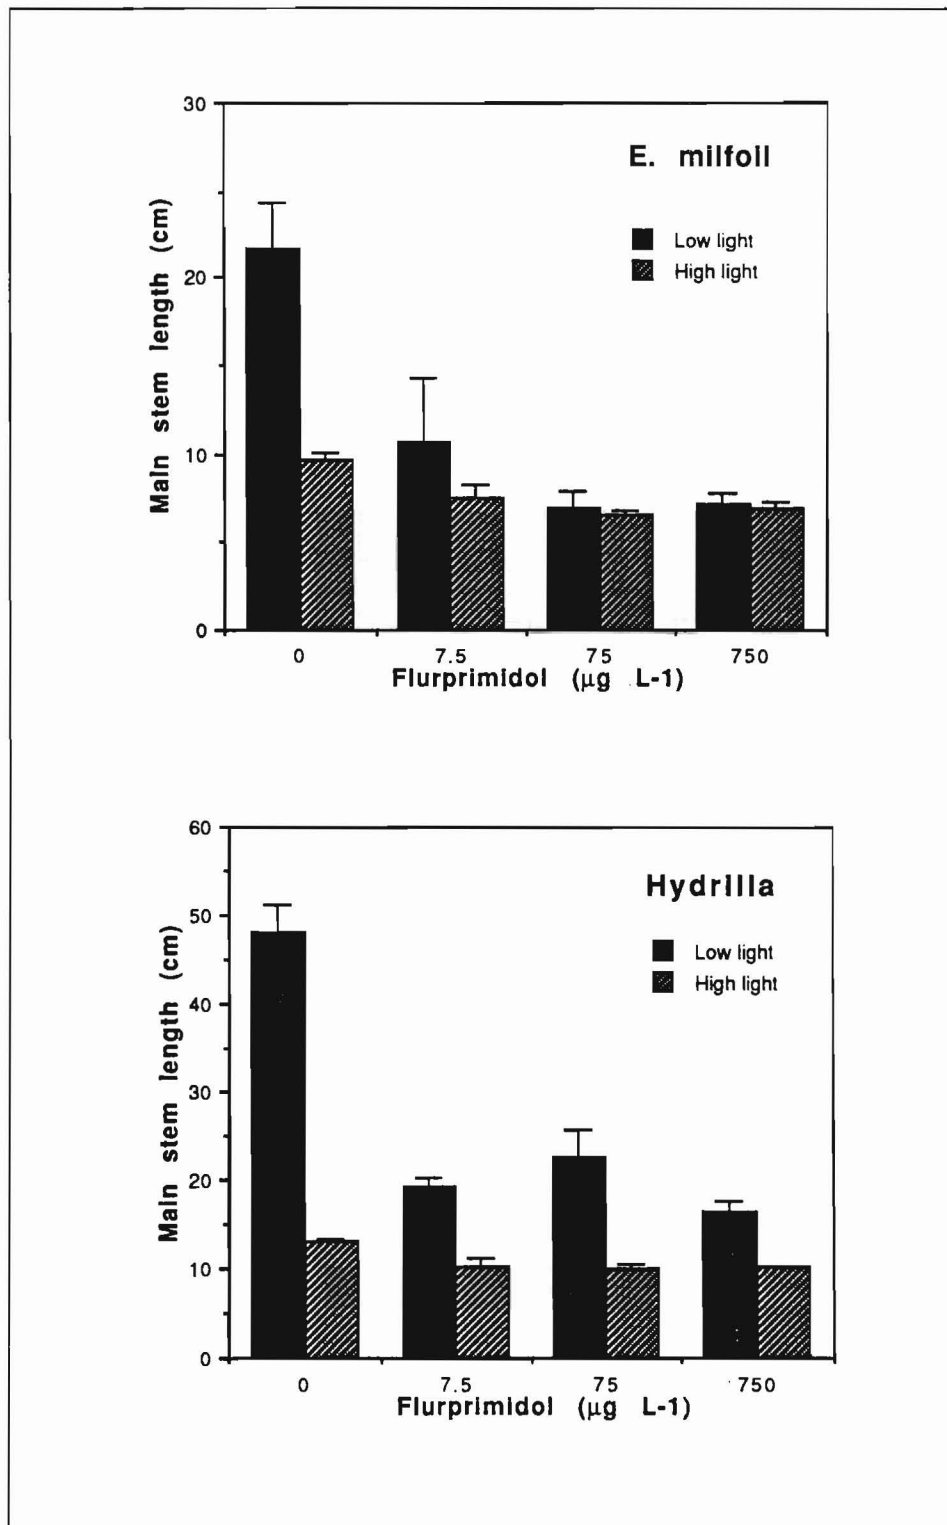 30
E. milfoil
Low light
High light
20
10
0
Main stem length (cm)
0 7.5 75 750
Flurprimidol (μg L-1)
60
Hydrilla
50
Low light
High light
40
30
20
10
0
Main stem length (cm)
0 7.5 75 750
Flurprimidol (μg L-1)